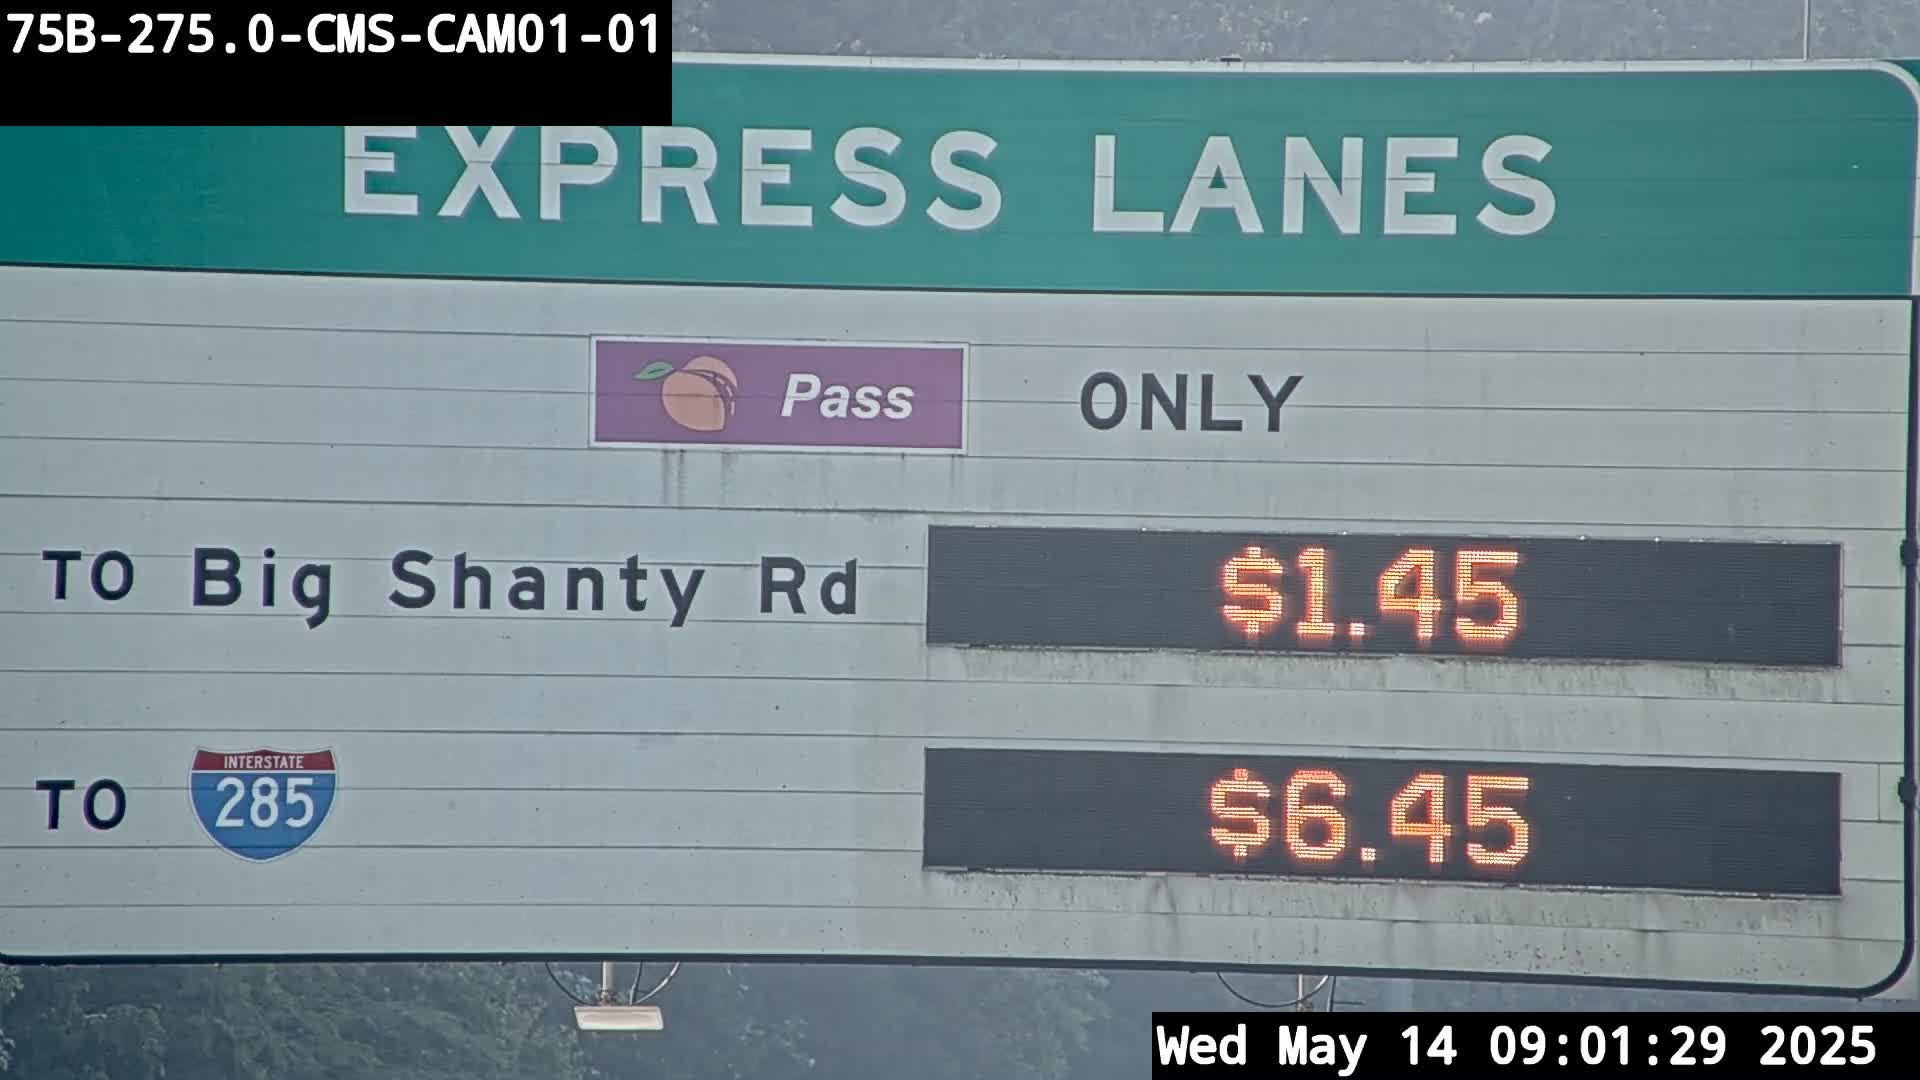 75B-275.0-CMS-CAM01-01
EXPRESS LANES
Pass ONLY
TO Big Shanty Rd $1.45
INTERSTATE
TO 285 $6.45
Wed May 14 09:01:29 2025